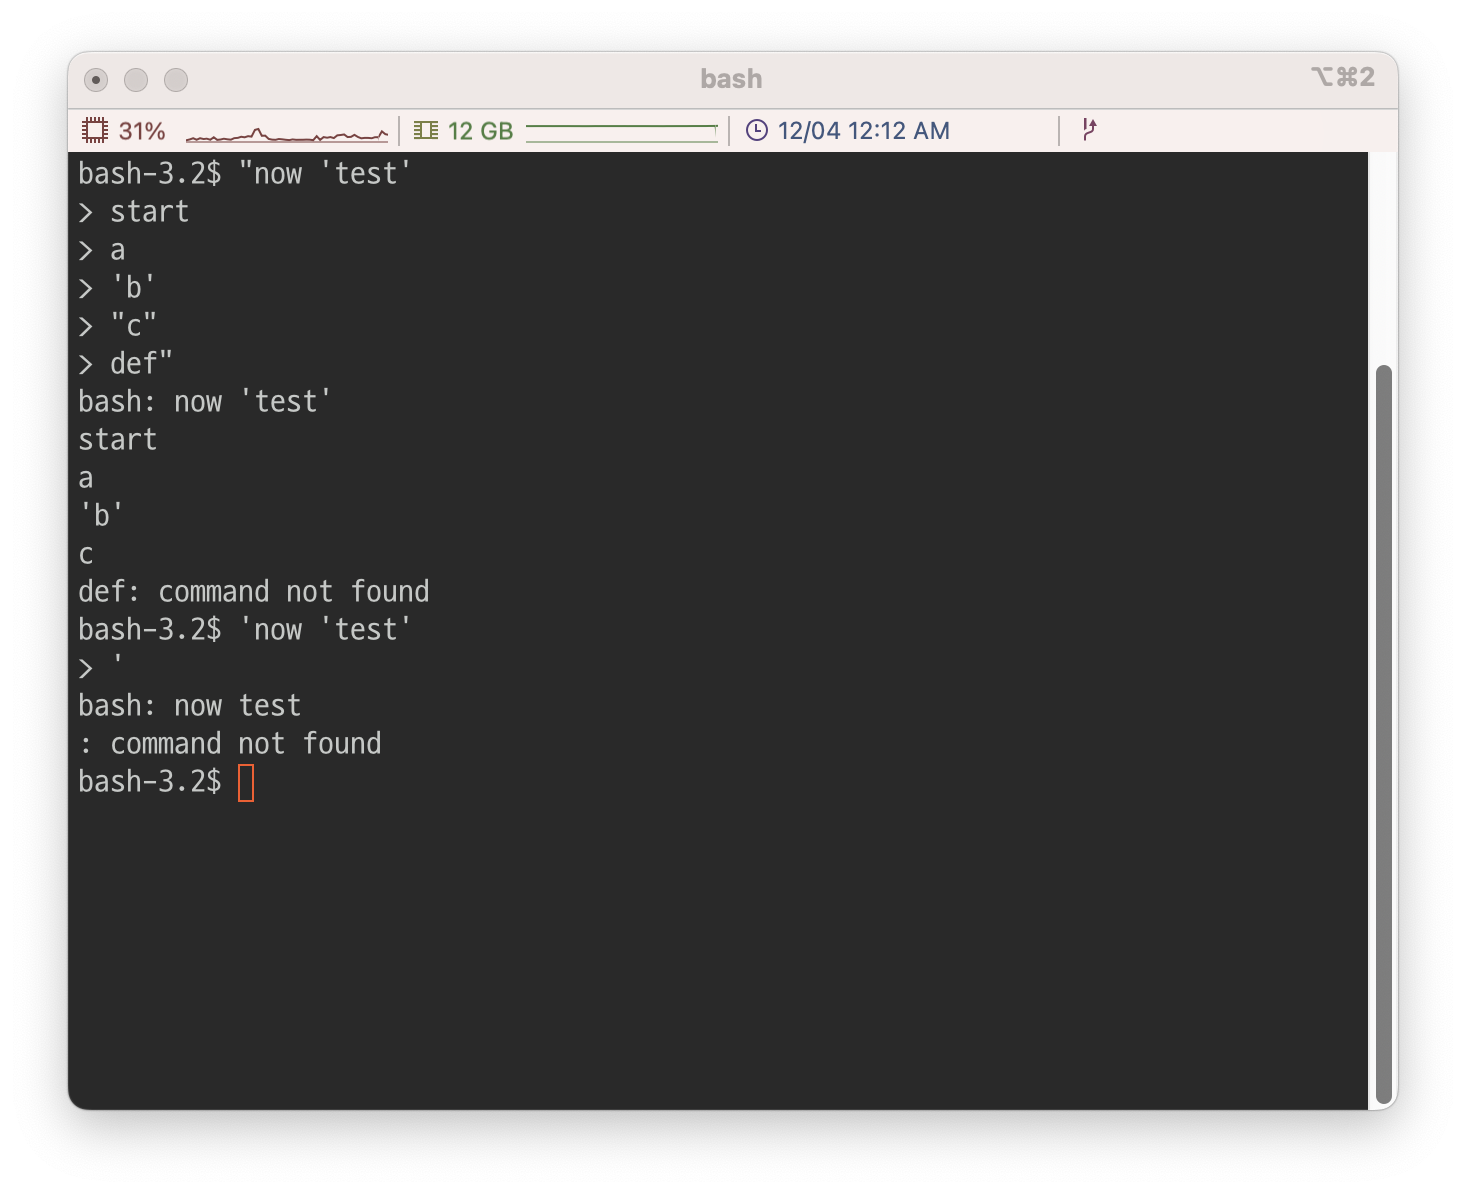 bash
⌥⌘2
31%
12 GB
12/04 12:12 AM
bash-3.2$ "now 'test'
> start
> a
> 'b'
> "c"
> def"
bash: now 'test'
start
a
'b'
c
def: command not found
bash-3.2$ 'now 'test'
> '
bash: now test
: command not found
bash-3.2$